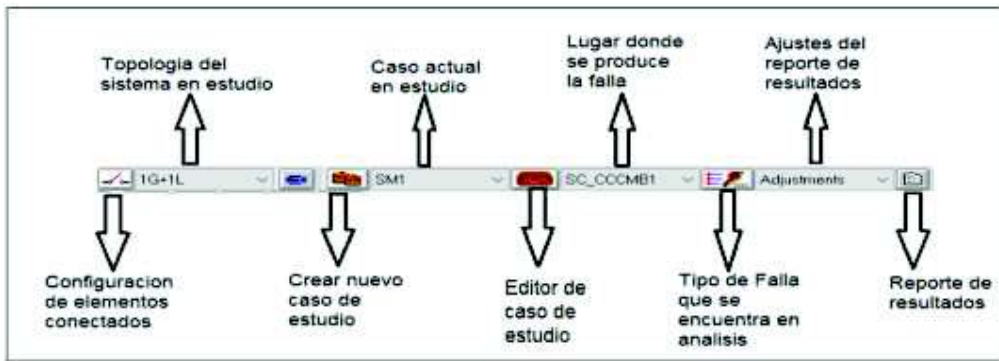 Topologia del
sistema en estudio
Caso actual
en estudio
Lugar donde
se produce
la falla
Ajustes del
reporte de
resultados
1G+1L
SM1
SC_CCCMB1
Adjustments
Configuracion
de elementos
conectados
Crear nuevo
caso de
estudio
Editor de
caso de
estudio
Tipo de Falla
que se
encuentra en
analisis
Reporte de
resultados